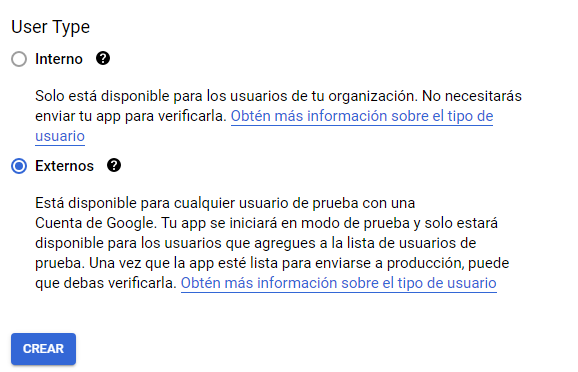 User Type
Interno
Solo está disponible para los usuarios de tu organización. No necesitarás
enviar tu app para verificarla. Obtén más información sobre el tipo de
usuario
Externos
Está disponible para cualquier usuario de prueba con una
Cuenta de Google. Tu app se iniciará en modo de prueba y solo estará
disponible para los usuarios que agregues a la lista de usuarios de
prueba. Una vez que la app esté lista para enviarse a producción, puede
que debas verificarla. Obtén más información sobre el tipo de usuario
CREAR